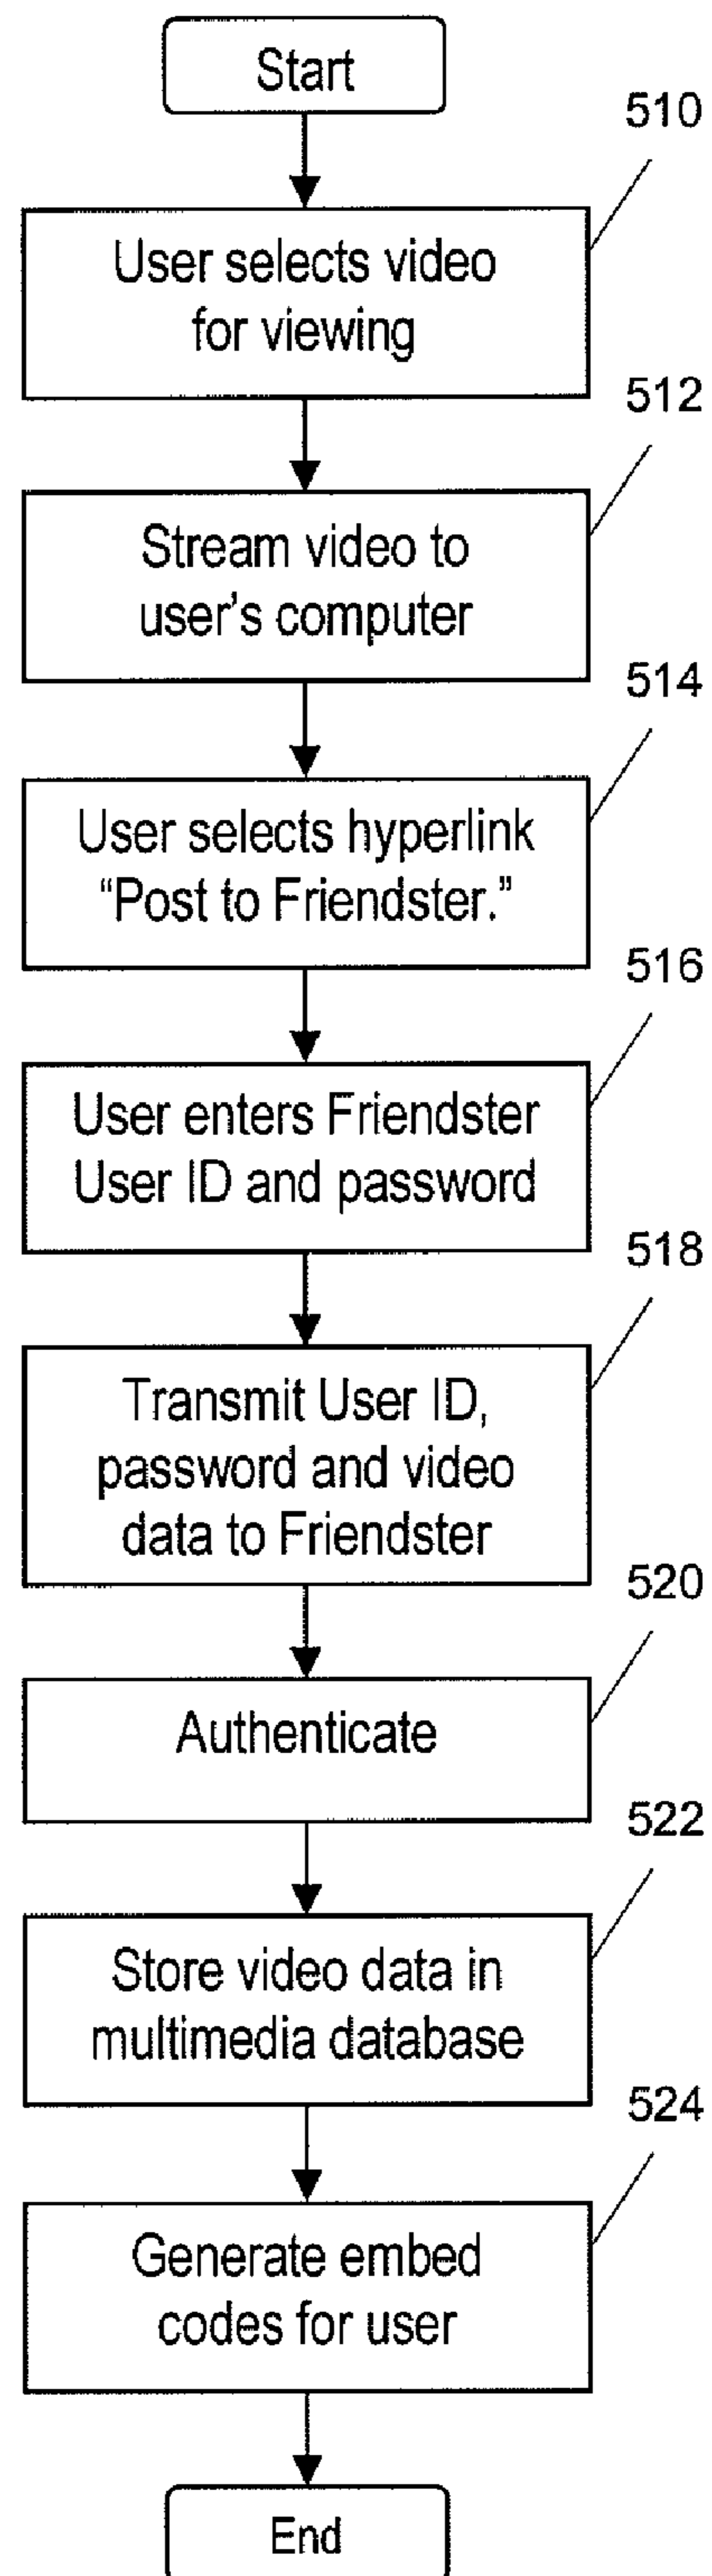 Start
510
User selects video
for viewing
512
Stream video to
user's computer
514
User selects hyperlink
“Post to Friendster.”
516
User enters Friendster
User ID and password
518
Transmit User ID,
password and video
data to Friendster
520
Authenticate
522
Store video data in
multimedia database
524
Generate embed
codes for user
End